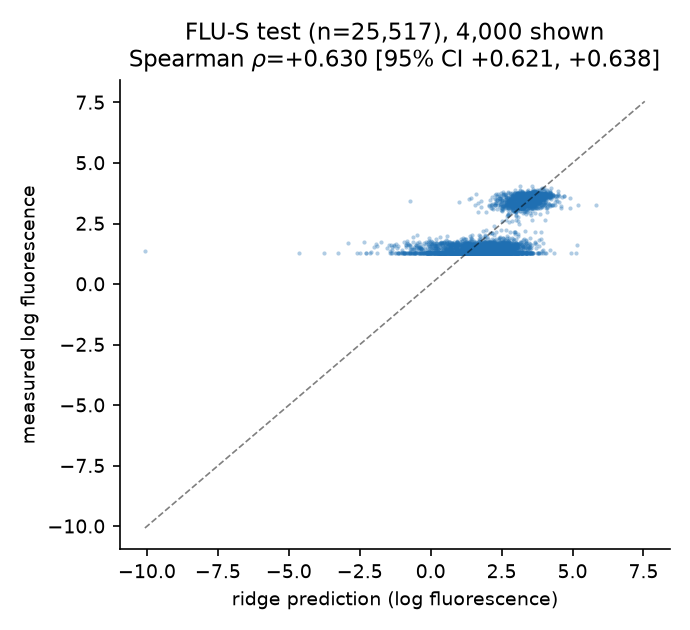 FLU-S test (n=25,517), 4,000 shown
Spearman ρ=+0.630 [95% CI +0.621, +0.638]
7.5
5.0
2.5
0.0
−2.5
−5.0
−7.5
−10.0
measured log fluorescence
−10.0 −7.5 −5.0 −2.5 0.0 2.5 5.0 7.5
ridge prediction (log fluorescence)